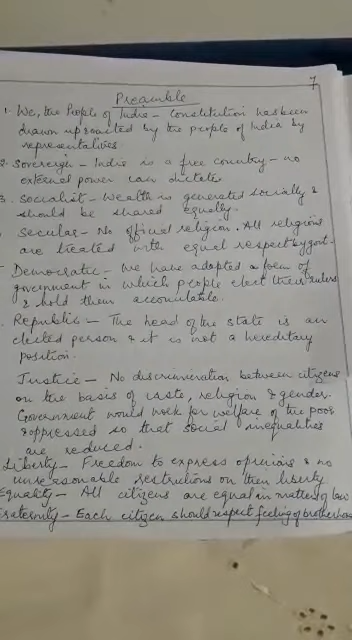 7
Preamble
1. We, the People of India - Constitution has been
drawn up & enacted by the people of India by
representatives
2. Sovereign - India is a free country - no
external power can dictate
3. Socialist - Wealth is generated socially &
should be shared equally.
Secular - No official religion. All religions
are treated with equal respect by govt.
Democratic - We have adopted a form of
government in which people elect their rulers
& hold them accountable.
Republic - The head of the state is an
elected person & it is not a hereditary
position.
Justice - No discrimination between citizens
on the basis of caste, religion & gender.
Government would work for welfare of the poor
& oppressed so that social inequalities
are reduced.
Liberty - Freedom to express opinions & no
unreasonable restrictions on their liberty
Equality - All citizens are equal in matters of law
Fraternity - Each citizen should respect feeling of brotherhood